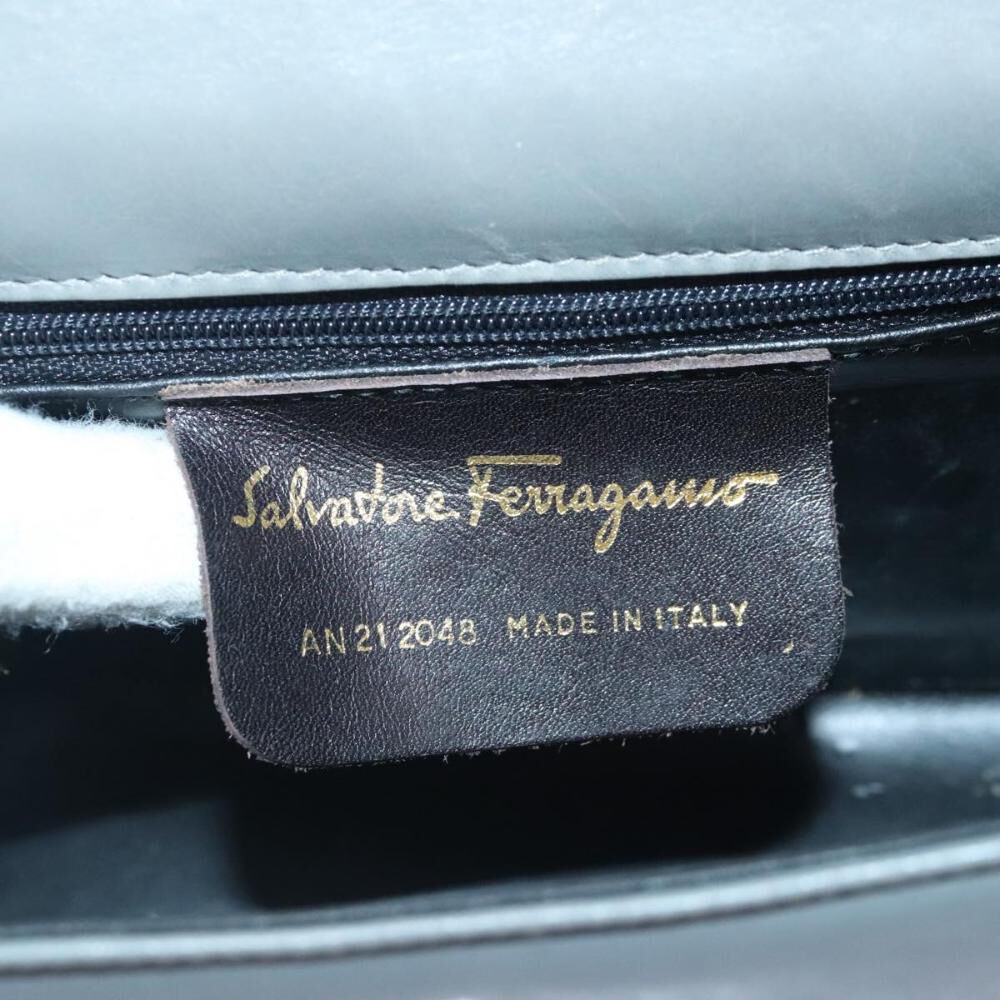 Salvatore Ferragamo
AN 21 2048 MADE IN ITALY